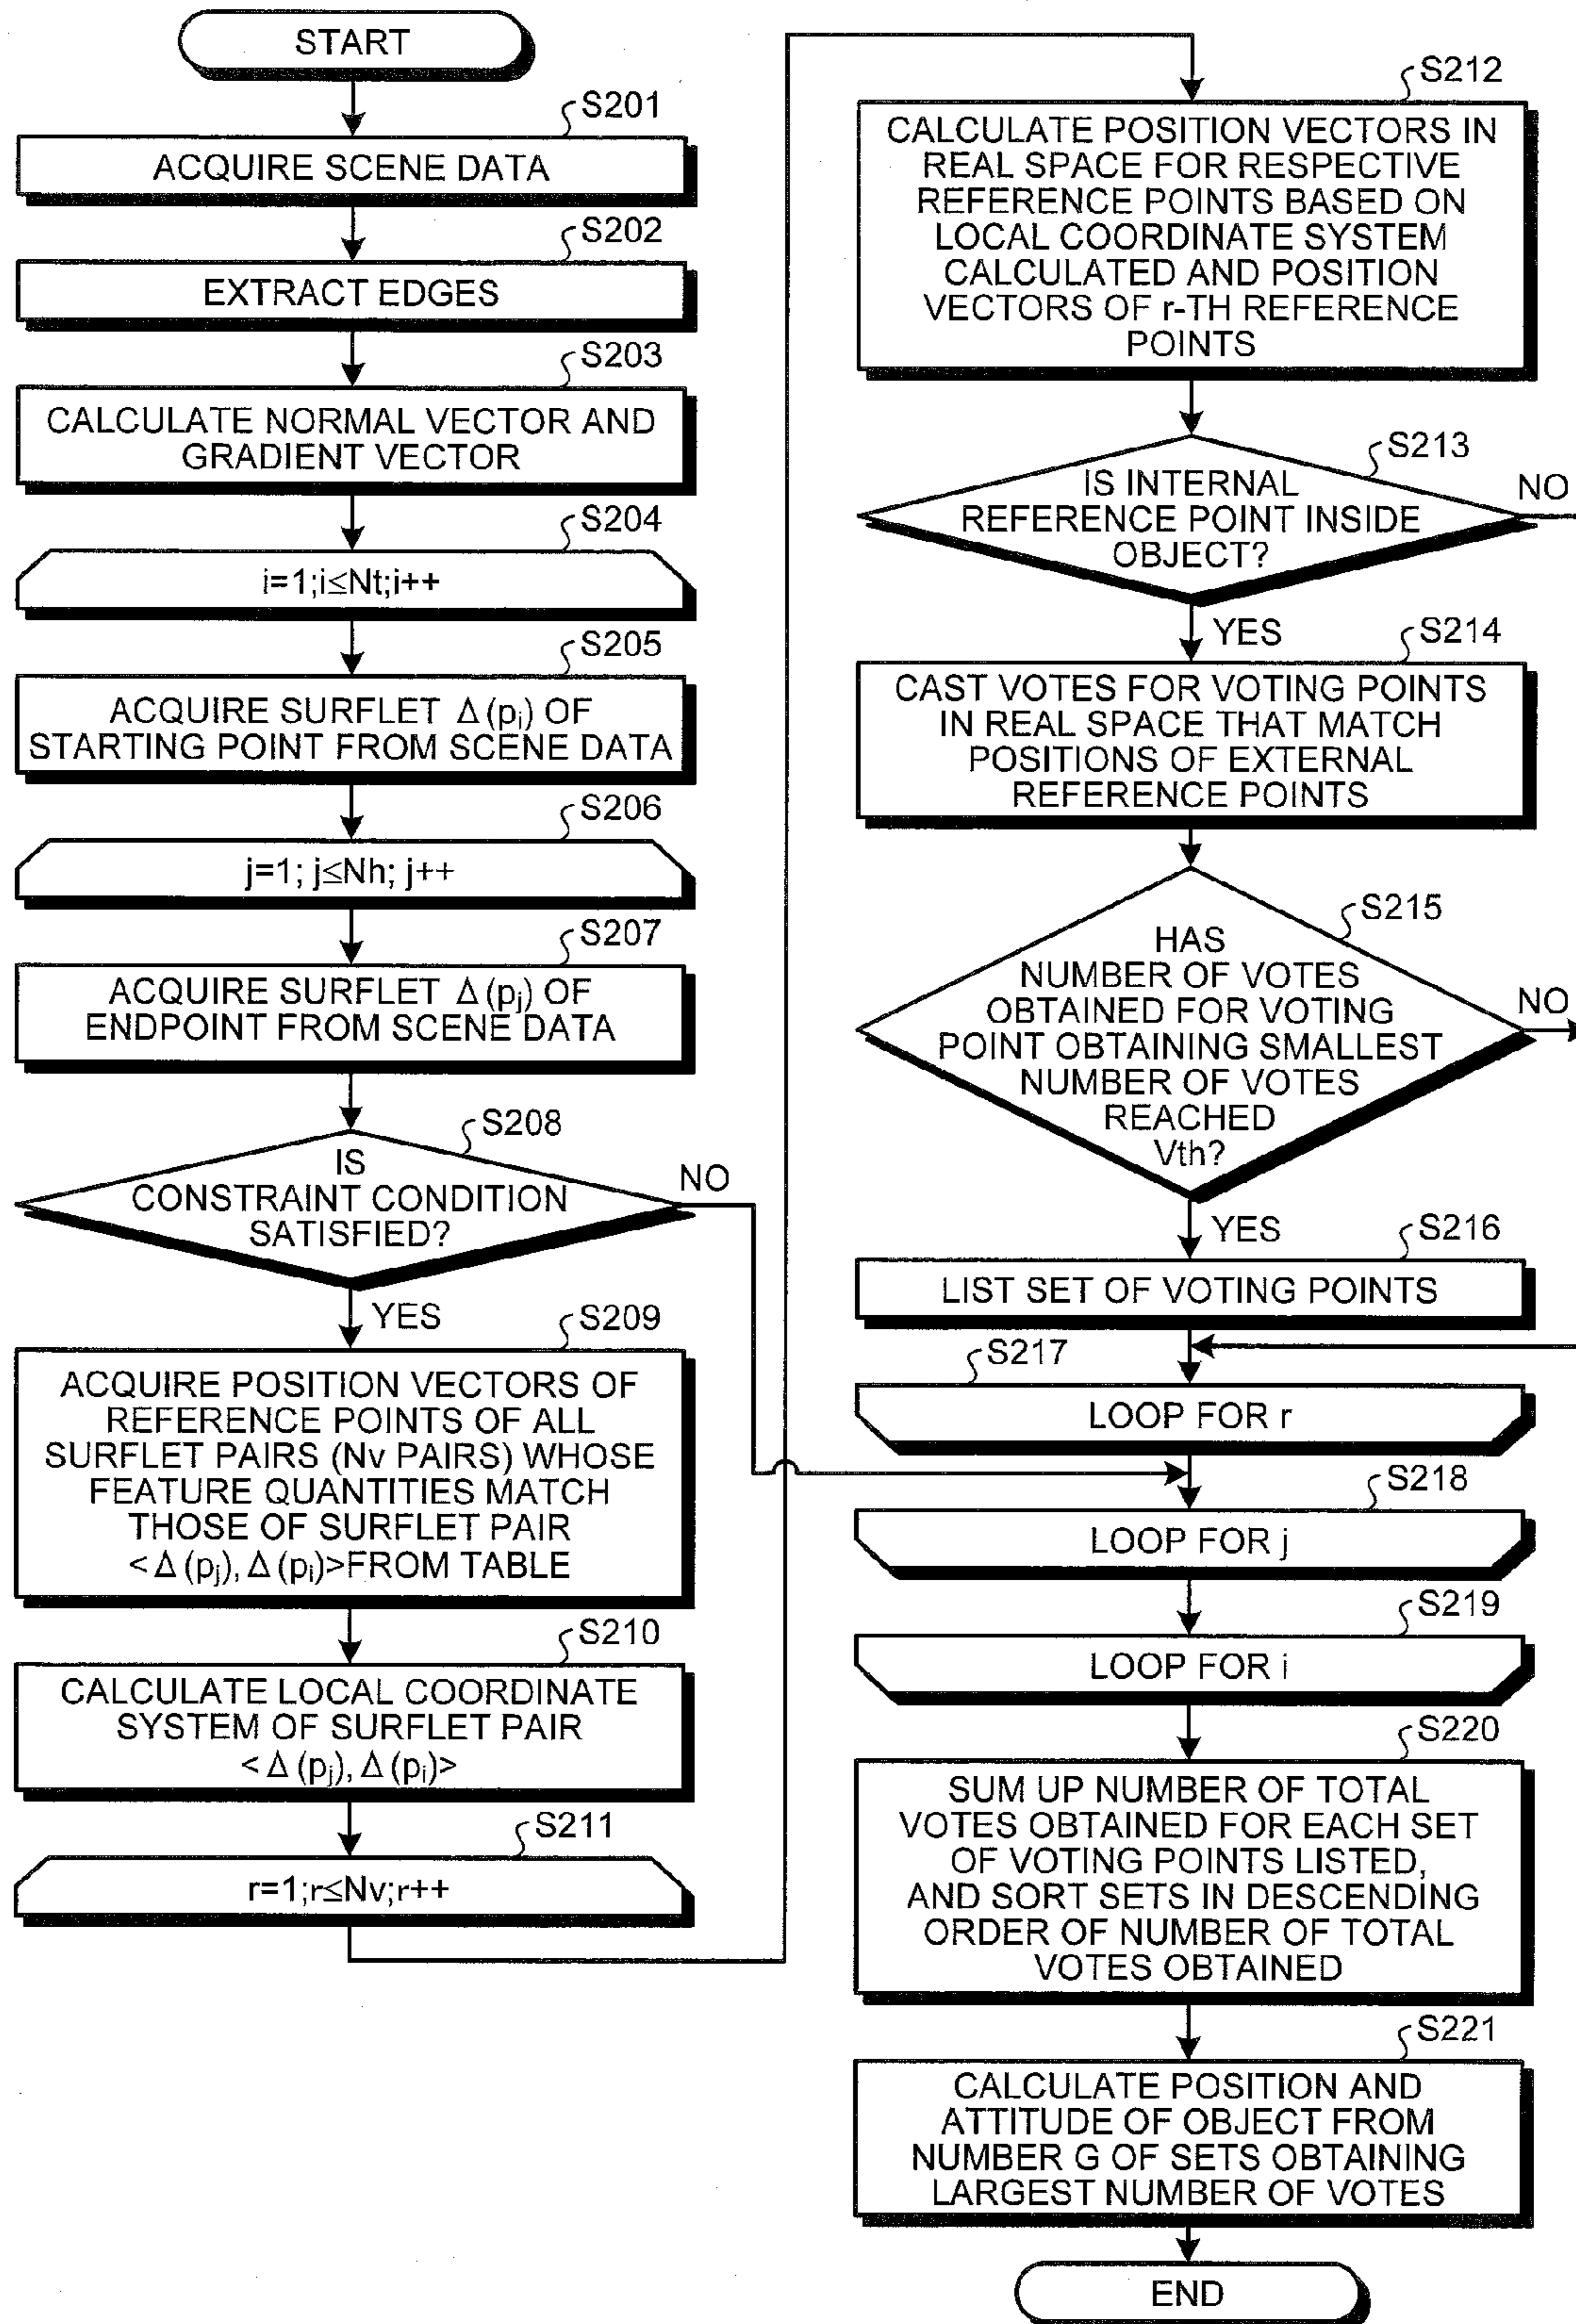 START
S201
ACQUIRE SCENE DATA
S202
EXTRACT EDGES
S203
CALCULATE NORMAL VECTOR AND
GRADIENT VECTOR
S204
i=1;i≤Nt;i++
S205
ACQUIRE SURFLET Δ(pi) OF
STARTING POINT FROM SCENE DATA
S206
j=1; j≤Nh; j++
S207
ACQUIRE SURFLET Δ(pj) OF
ENDPOINT FROM SCENE DATA
S208
IS
CONSTRAINT CONDITION
SATISFIED?
NO
YES
S209
ACQUIRE POSITION VECTORS OF
REFERENCE POINTS OF ALL
SURFLET PAIRS (Nv PAIRS) WHOSE
FEATURE QUANTITIES MATCH
THOSE OF SURFLET PAIR
<Δ(pj),Δ(pi)>FROM TABLE
S210
CALCULATE LOCAL COORDINATE
SYSTEM OF SURFLET PAIR
<Δ(pj),Δ(pi)>
S211
r=1;r≤Nv;r++
S212
CALCULATE POSITION VECTORS IN
REAL SPACE FOR RESPECTIVE
REFERENCE POINTS BASED ON
LOCAL COORDINATE SYSTEM
CALCULATED AND POSITION
VECTORS OF r-TH REFERENCE
POINTS
S213
IS INTERNAL
REFERENCE POINT INSIDE
OBJECT?
NO
YES
S214
CAST VOTES FOR VOTING POINTS
IN REAL SPACE THAT MATCH
POSITIONS OF EXTERNAL
REFERENCE POINTS
S215
HAS
NUMBER OF VOTES
OBTAINED FOR VOTING
POINT OBTAINING SMALLEST
NUMBER OF VOTES
REACHED
Vth?
NO
YES
S216
LIST SET OF VOTING POINTS
S217
LOOP FOR r
S218
LOOP FOR j
S219
LOOP FOR i
S220
SUM UP NUMBER OF TOTAL
VOTES OBTAINED FOR EACH SET
OF VOTING POINTS LISTED,
AND SORT SETS IN DESCENDING
ORDER OF NUMBER OF TOTAL
VOTES OBTAINED
S221
CALCULATE POSITION AND
ATTITUDE OF OBJECT FROM
NUMBER G OF SETS OBTAINING
LARGEST NUMBER OF VOTES
END